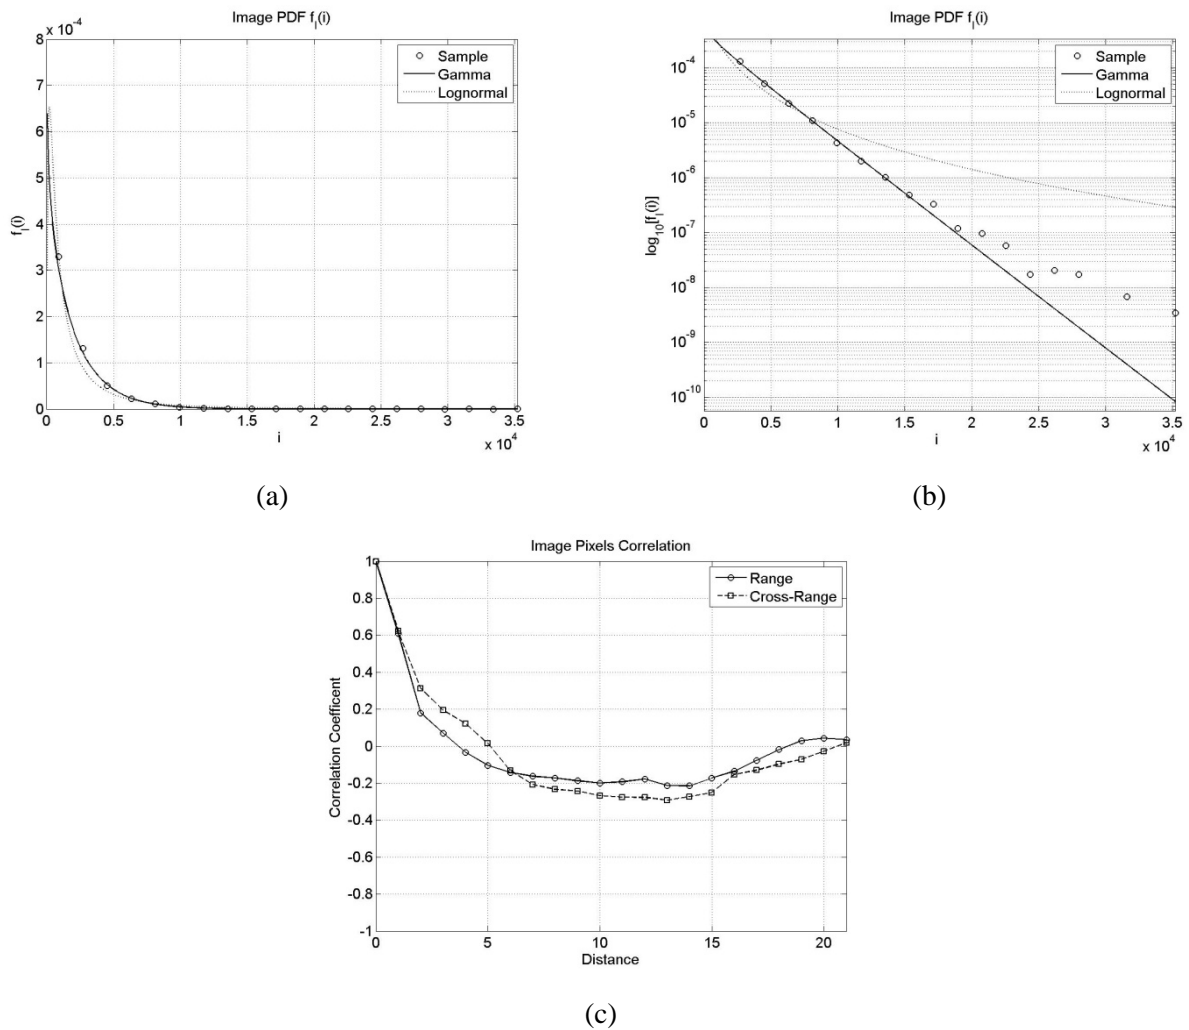 Image PDF f_I(i)
x 10^-4
8
7
6
5
4
3
2
1
0
f_I(i)
Sample
Gamma
Lognormal
0 0.5 1 1.5 2 2.5 3 3.5
i
x 10^4
(a)
Image PDF f_I(i)
10^-4
10^-5
10^-6
10^-7
10^-8
10^-9
10^-10
log_10[f_I(i)]
Sample
Gamma
Lognormal
0 0.5 1 1.5 2 2.5 3 3.5
i
x 10^4
(b)
Image Pixels Correlation
1
0.8
0.6
0.4
0.2
0
-0.2
-0.4
-0.6
-0.8
-1
Correlation Coefficent
Range
Cross-Range
0 5 10 15 20
Distance
(c)